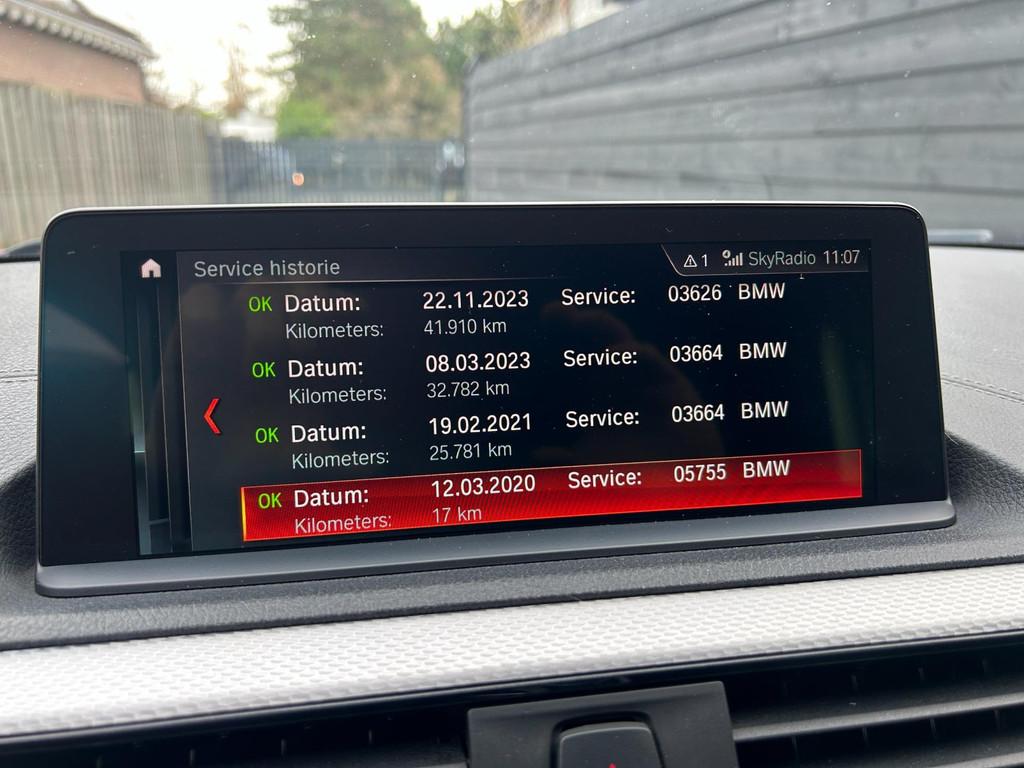 Service histoire
⚠ 1 SkyRadio 11:07
OK Datum: 22.11.2023 Service: 03626 BMW
Kilometers: 41.910 km
OK Datum: 08.03.2023 Service: 03664 BMW
Kilometers: 32.782 km
OK Datum: 19.02.2021 Service: 03664 BMW
Kilometers: 25.781 km
OK Datum: 12.03.2020 Service: 05755 BMW
Kilometers: 17 km